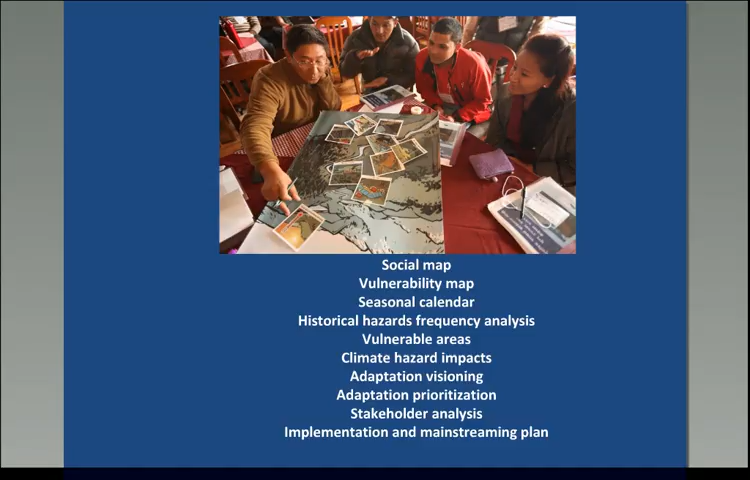 Social map
Vulnerability map
Seasonal calendar
Historical hazards frequency analysis
Vulnerable areas
Climate hazard impacts
Adaptation visioning
Adaptation prioritization
Stakeholder analysis
Implementation and mainstreaming plan